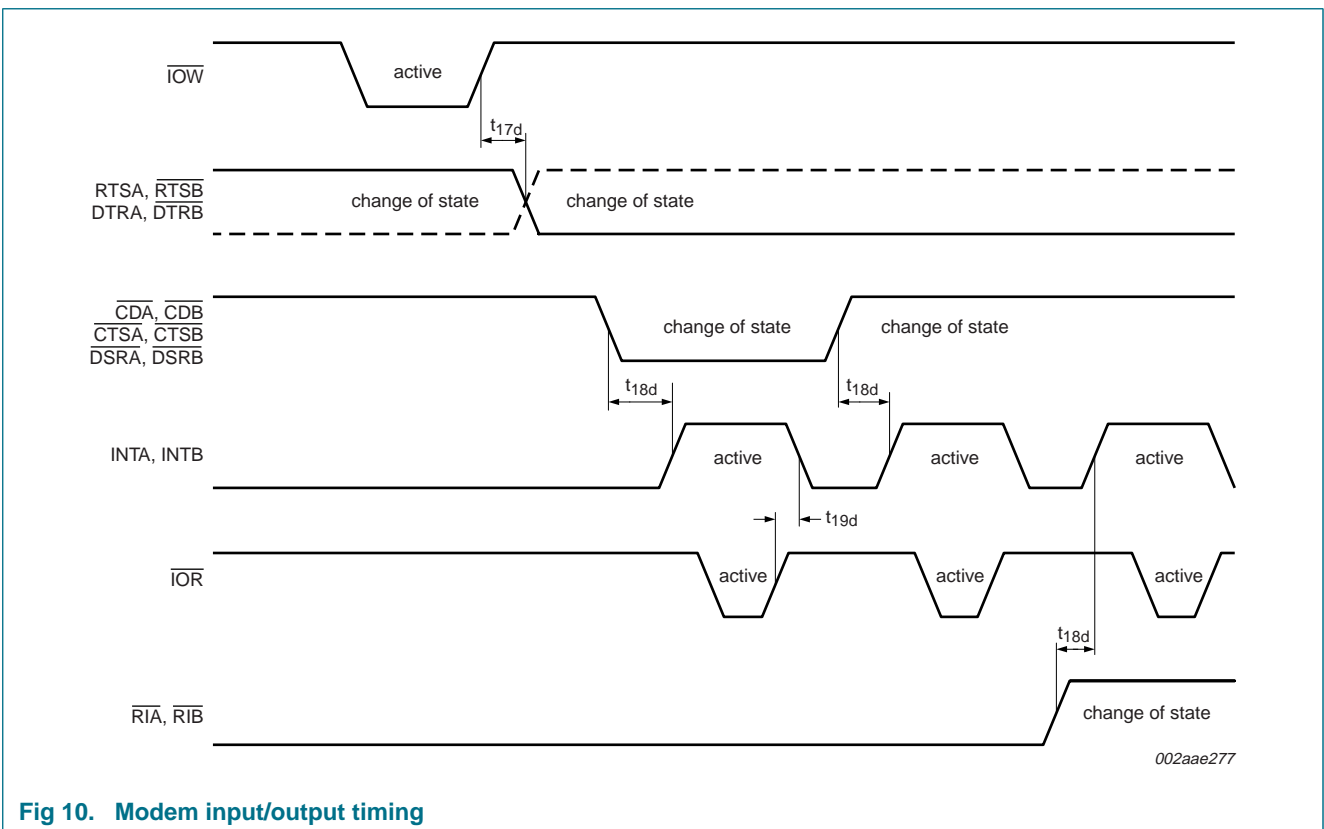 IOW
active
t17d
RTSA, RTSB
DTRA, DTRB
change of state
change of state
CDA, CDB
CTSA, CTSB
DSRA, DSRB
change of state
change of state
t18d
t18d
INTA, INTB
active
active
active
t19d
IOR
active
active
active
t18d
RIA, RIB
change of state
002aae277
Fig 10. Modem input/output timing